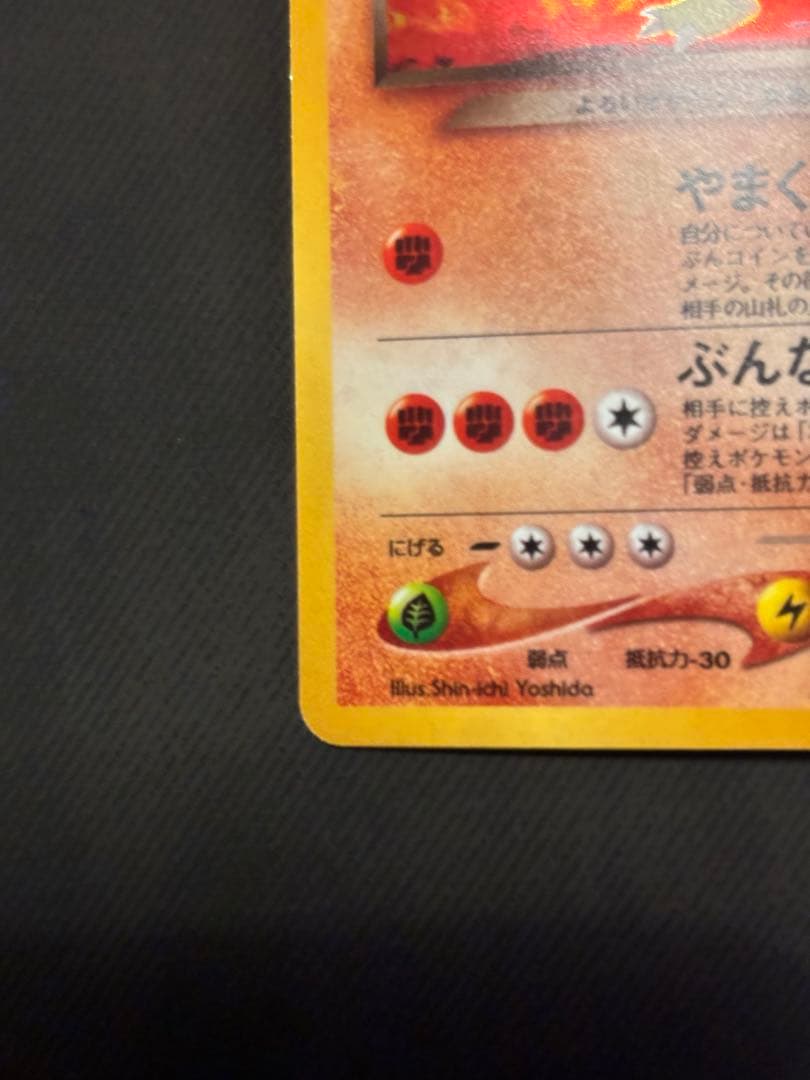 よろい
やまく
自分につい
ぶんコインを
メージ。その
相手の山札の
ぶんな
相手に控え
ダメージは「
控えポケモン
「弱点・抵抗力
にげる
弱点 抵抗力-30
Illus.Shin-ichi Yoshida